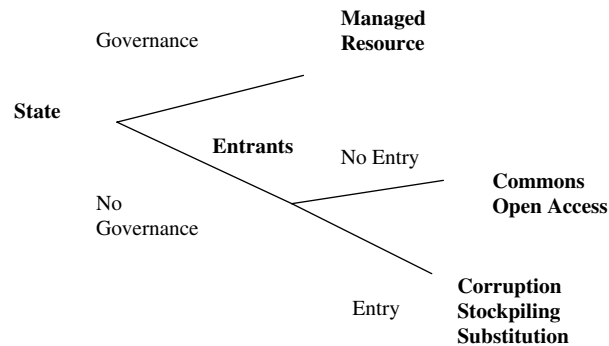 Governance
Managed
Resource
State
Entrants
No Entry
Commons
Open Access
No
Governance
Entry
Corruption
Stockpiling
Substitution